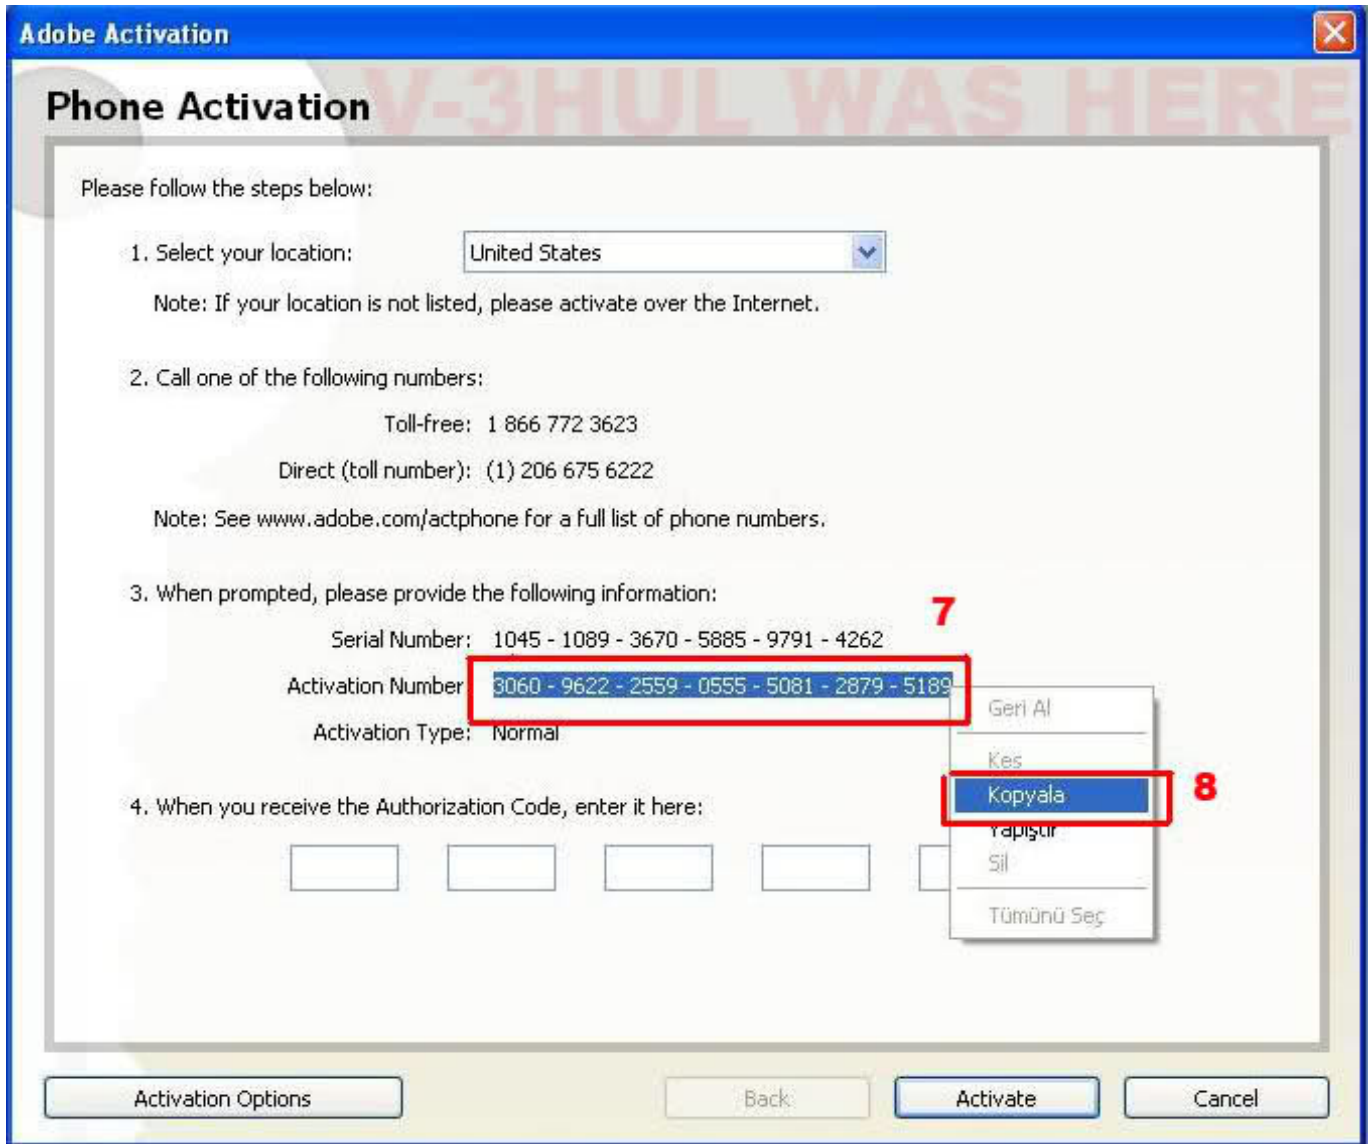 Adobe Activation
V-3HUL WAS HERE
Phone Activation
Please follow the steps below:
1. Select your location: United States
Note: If your location is not listed, please activate over the Internet.
2. Call one of the following numbers:
Toll-free: 1 866 772 3623
Direct (toll number): (1) 206 675 6222
Note: See www.adobe.com/actphone for a full list of phone numbers.
3. When prompted, please provide the following information:
7
Serial Number: 1045 - 1089 - 3670 - 5885 - 9791 - 4262
Activation Number 3060 - 9622 - 2559 - 0555 - 5081 - 2879 - 5189
Geri Al
Activation Type: Normal
Kes
Kopyala 8
4. When you receive the Authorization Code, enter it here:
Yapıştır
Sil
Tümünü Seç
Activation Options Back Activate Cancel